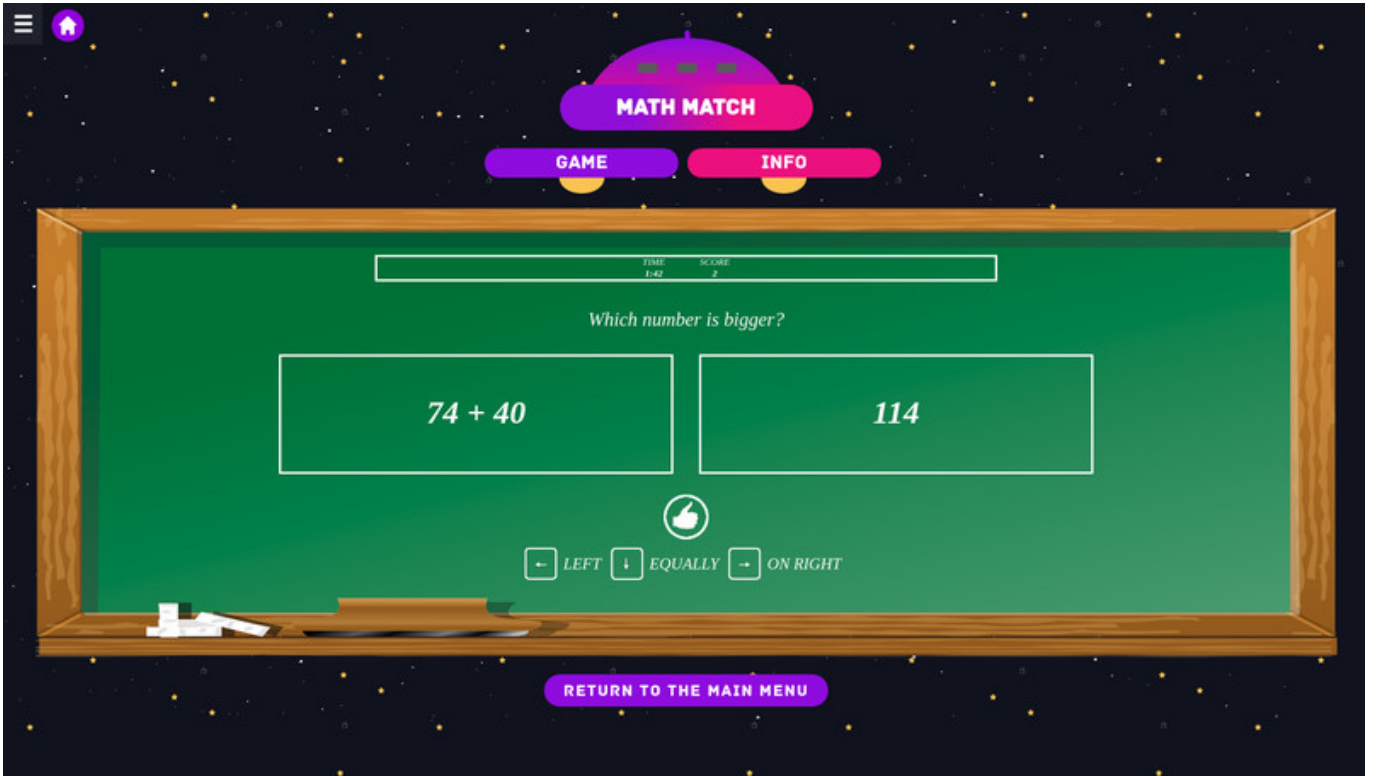 MATH MATCH
GAME INFO
TIME SCORE
1:42 2
Which number is bigger?
74 + 40 114
← LEFT ↓ EQUALLY → ON RIGHT
RETURN TO THE MAIN MENU